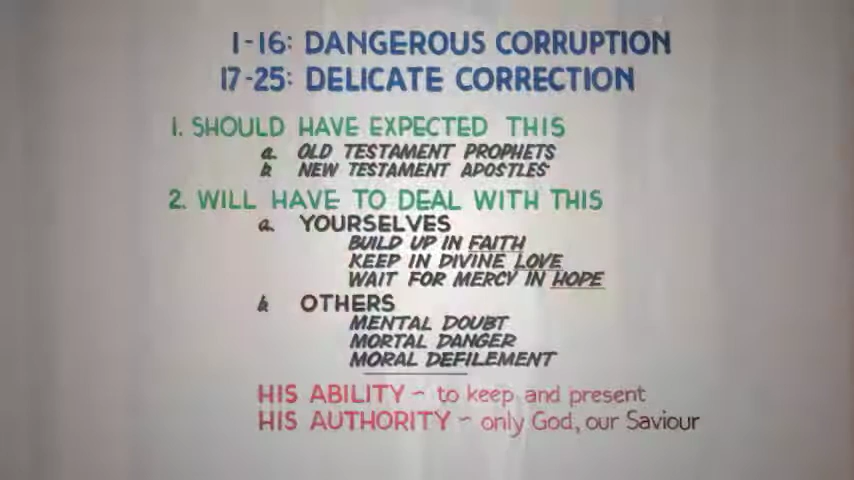 1-16: DANGEROUS CORRUPTION
17-25: DELICATE CORRECTION
1. SHOULD HAVE EXPECTED THIS
a. OLD TESTAMENT PROPHETS
b. NEW TESTAMENT APOSTLES
2. WILL HAVE TO DEAL WITH THIS
a. YOURSELVES
BUILD UP IN FAITH
KEEP IN DIVINE LOVE
WAIT FOR MERCY IN HOPE
b. OTHERS
MENTAL DOUBT
MORTAL DANGER
MORAL DEFILEMENT
HIS ABILITY ~ to keep and present
HIS AUTHORITY ~ only God, our Saviour